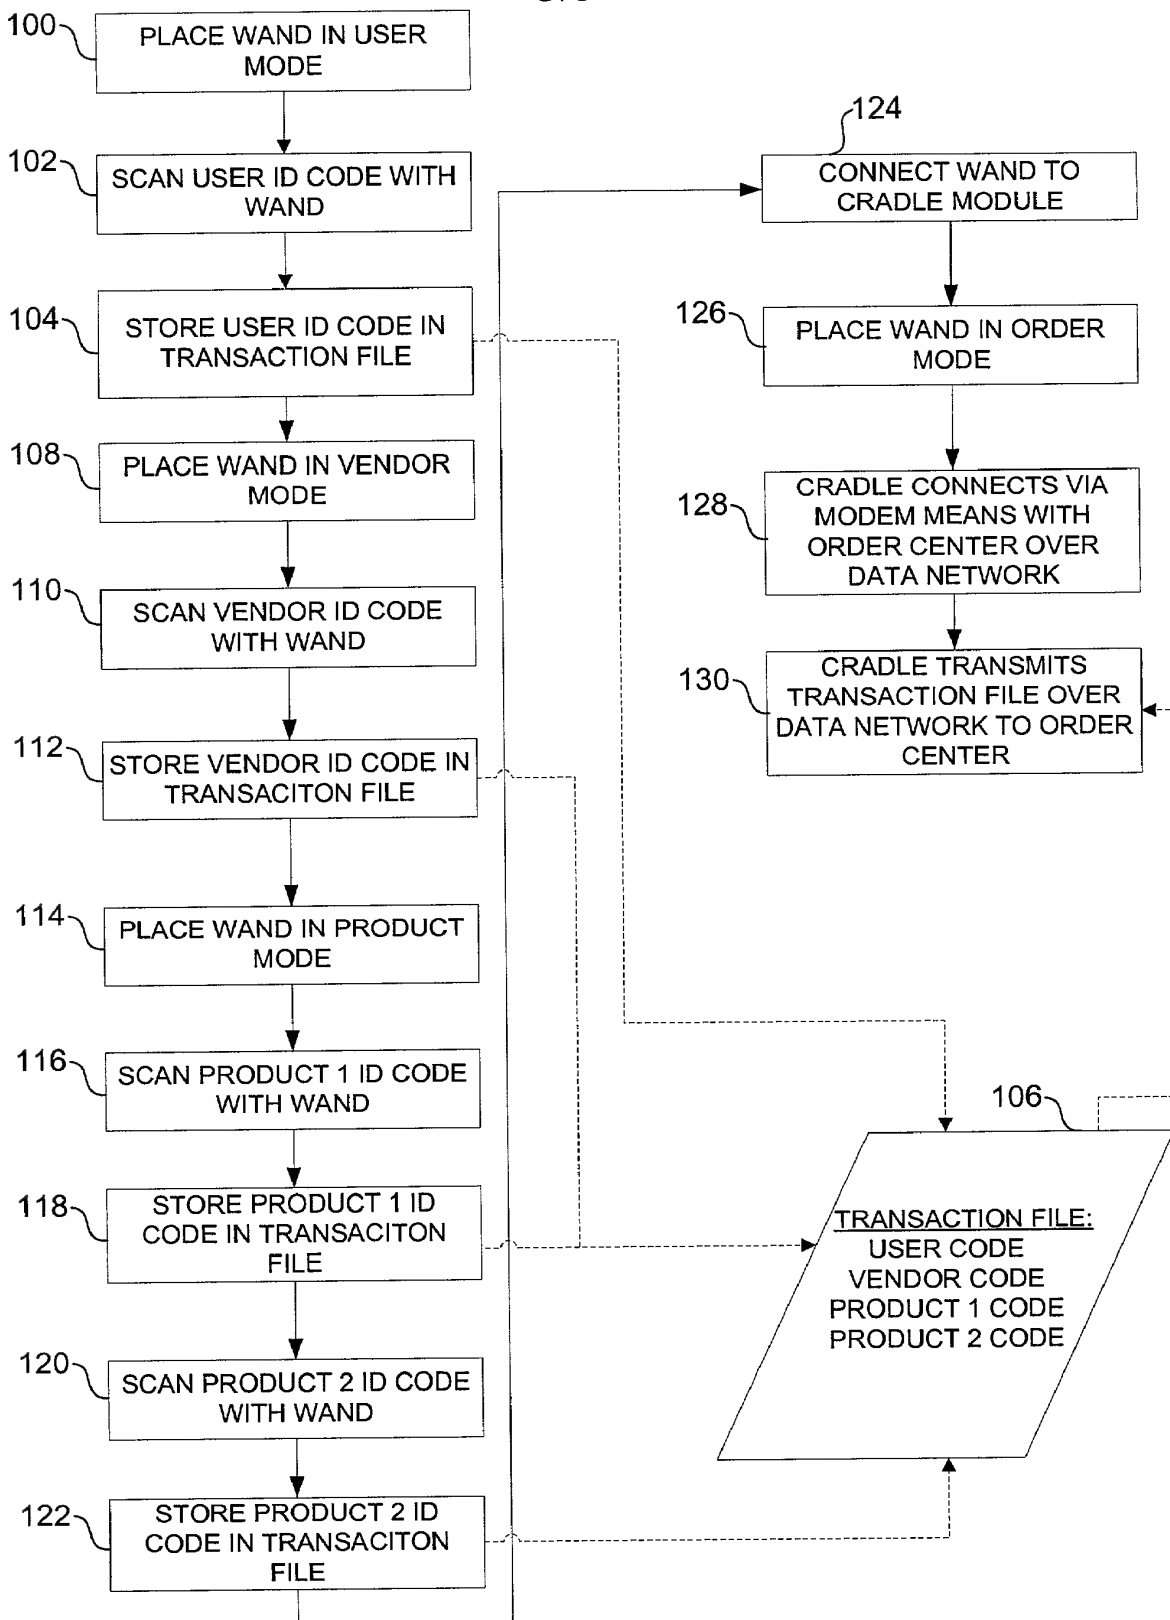 100
PLACE WAND IN USER
MODE
102
SCAN USER ID CODE WITH
WAND
104
STORE USER ID CODE IN
TRANSACTION FILE
108
PLACE WAND IN VENDOR
MODE
110
SCAN VENDOR ID CODE
WITH WAND
112
STORE VENDOR ID CODE IN
TRANSACITON FILE
114
PLACE WAND IN PRODUCT
MODE
116
SCAN PRODUCT 1 ID CODE
WITH WAND
118
STORE PRODUCT 1 ID
CODE IN TRANSACITON
FILE
120
SCAN PRODUCT 2 ID CODE
WITH WAND
122
STORE PRODUCT 2 ID
CODE IN TRANSACITON
FILE
124
CONNECT WAND TO
CRADLE MODULE
126
PLACE WAND IN ORDER
MODE
128
CRADLE CONNECTS VIA
MODEM MEANS WITH
ORDER CENTER OVER
DATA NETWORK
130
CRADLE TRANSMITS
TRANSACTION FILE OVER
DATA NETWORK TO ORDER
CENTER
106
TRANSACTION FILE:
USER CODE
VENDOR CODE
PRODUCT 1 CODE
PRODUCT 2 CODE